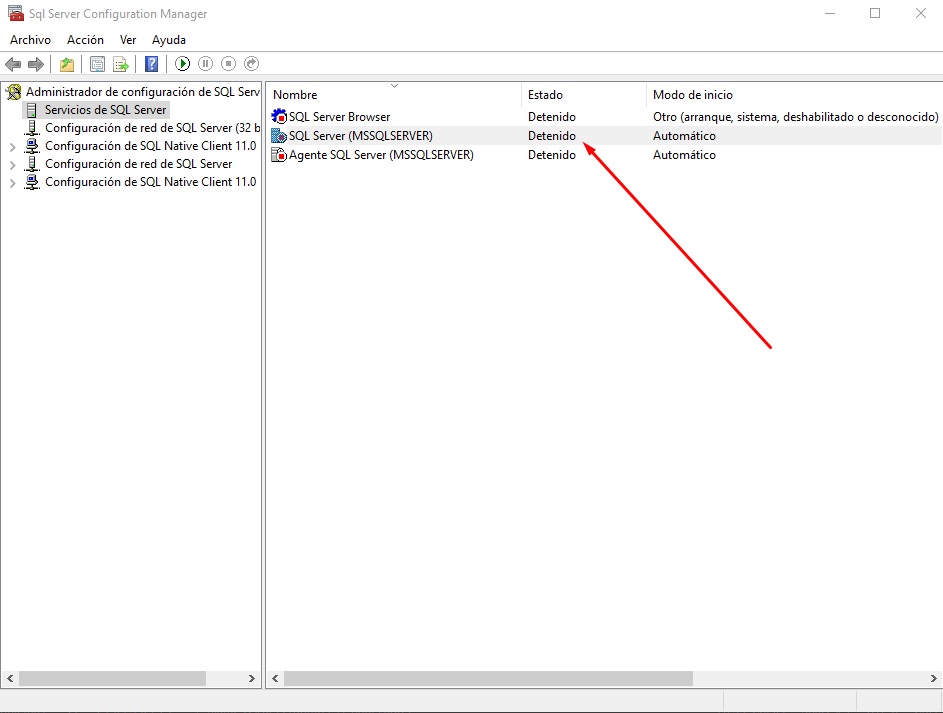 Sql Server Configuration Manager
Archivo Acción Ver Ayuda
Administrador de configuración de SQL Serv
Servicios de SQL Server
Configuración de red de SQL Server (32 b
Configuración de SQL Native Client 11.0
Configuración de red de SQL Server
Configuración de SQL Native Client 11.0
Nombre Estado Modo de inicio
SQL Server Browser Detenido Otro (arranque, sistema, deshabilitado o desconocido)
SQL Server (MSSQLSERVER) Detenido Automático
Agente SQL Server (MSSQLSERVER) Detenido Automático